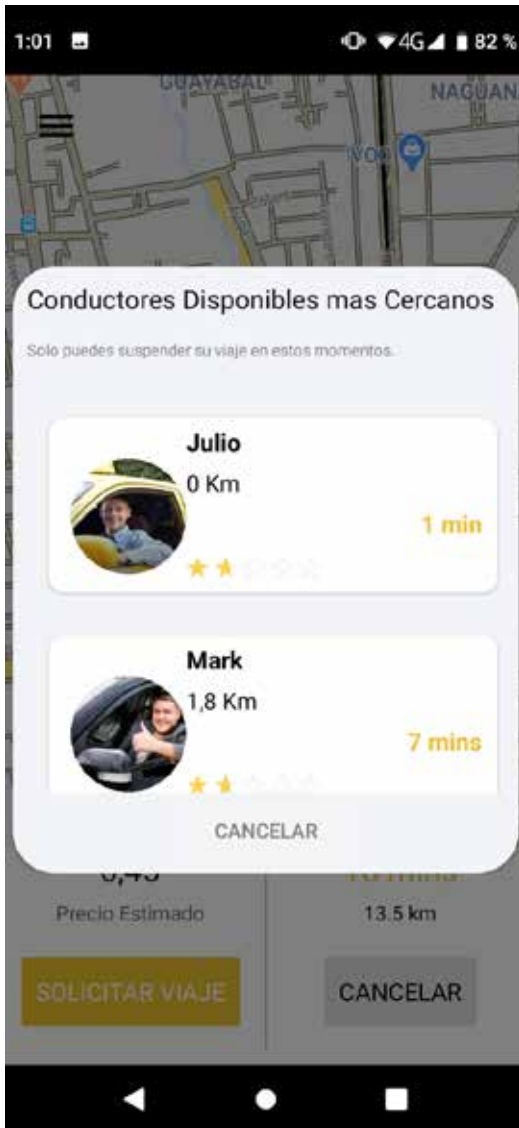 1:01
4G
82 %
GUAYABAL
Conductores Disponibles mas Cercanos
Solo puedes suspender su viaje en estos momentos.
Julio
0 Km
1 min
Mark
1,8 Km
7 mins
CANCELAR
Precio Estimado
13.5 km
SOLICITAR VIAJE
CANCELAR